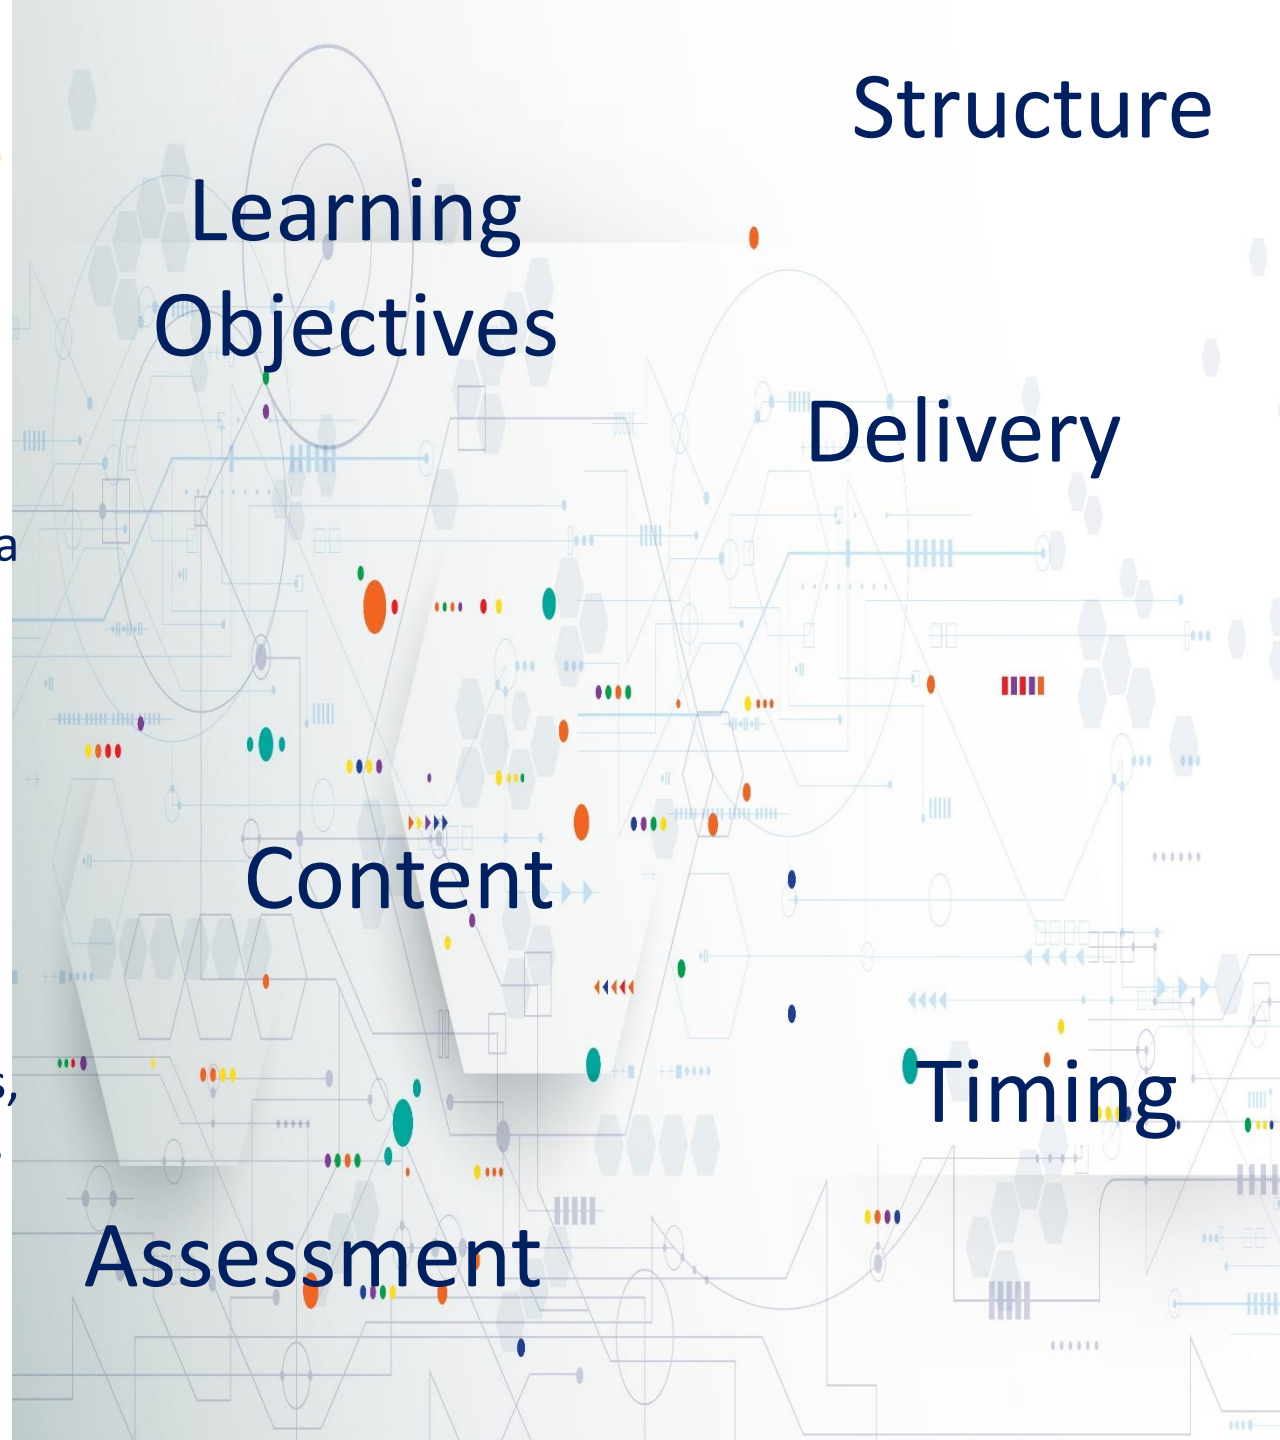 Structure
Learning
Objectives
Delivery
a
Content
s,
Timing
Assessment